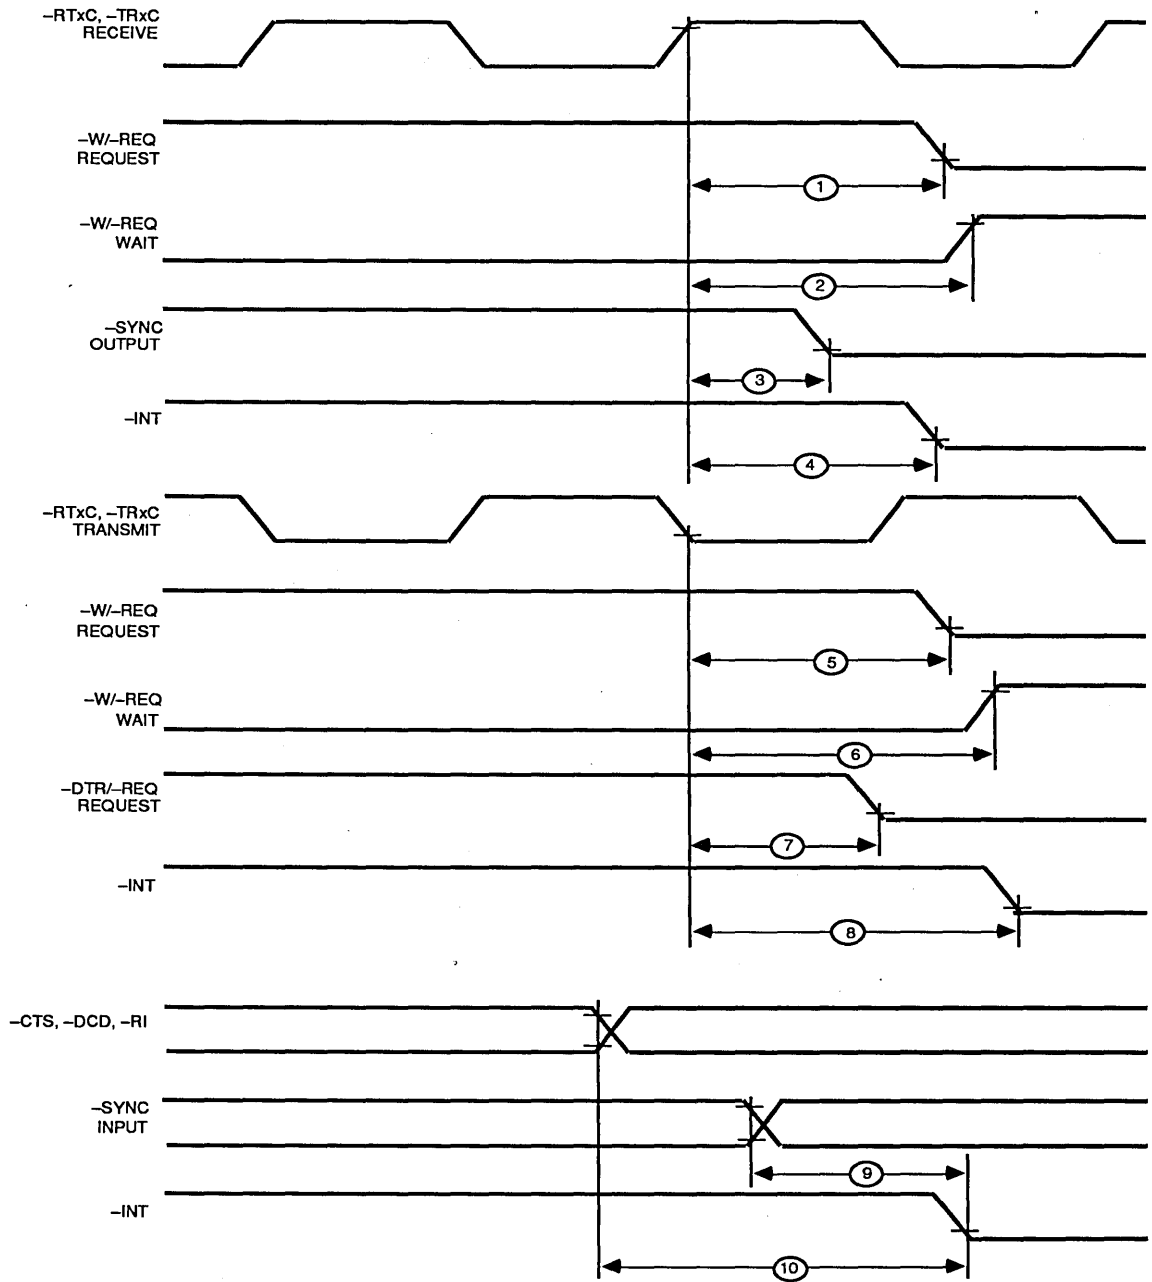 –RTxC, –TRxC
RECEIVE
–W/–REQ
REQUEST
1
–W/–REQ
WAIT
2
–SYNC
OUTPUT
3
–INT
4
–RTxC, –TRxC
TRANSMIT
–W/–REQ
REQUEST
5
–W/–REQ
WAIT
6
–DTR/–REQ
REQUEST
7
–INT
8
–CTS, –DCD, –RI
–SYNC
INPUT
9
–INT
10